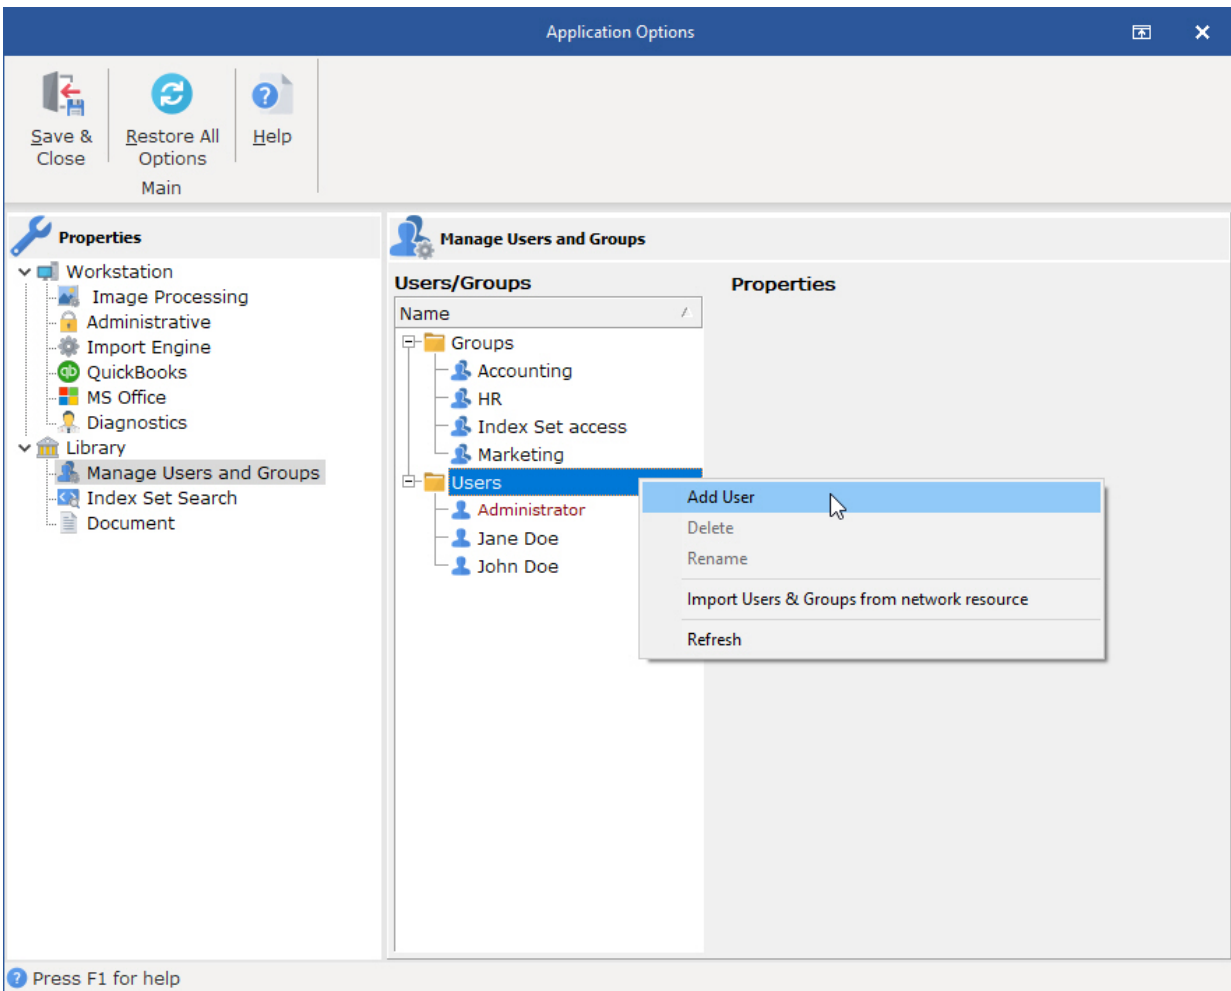 Application Options
Save &
Close
Restore All
Options
Help
Main
Properties
Workstation
Image Processing
Administrative
Import Engine
QuickBooks
MS Office
Diagnostics
Library
Manage Users and Groups
Index Set Search
Document
Manage Users and Groups
Users/Groups
Name
Groups
Accounting
HR
Index Set access
Marketing
Users
Administrator
Jane Doe
John Doe
Properties
Add User
Delete
Rename
Import Users & Groups from network resource
Refresh
Press F1 for help